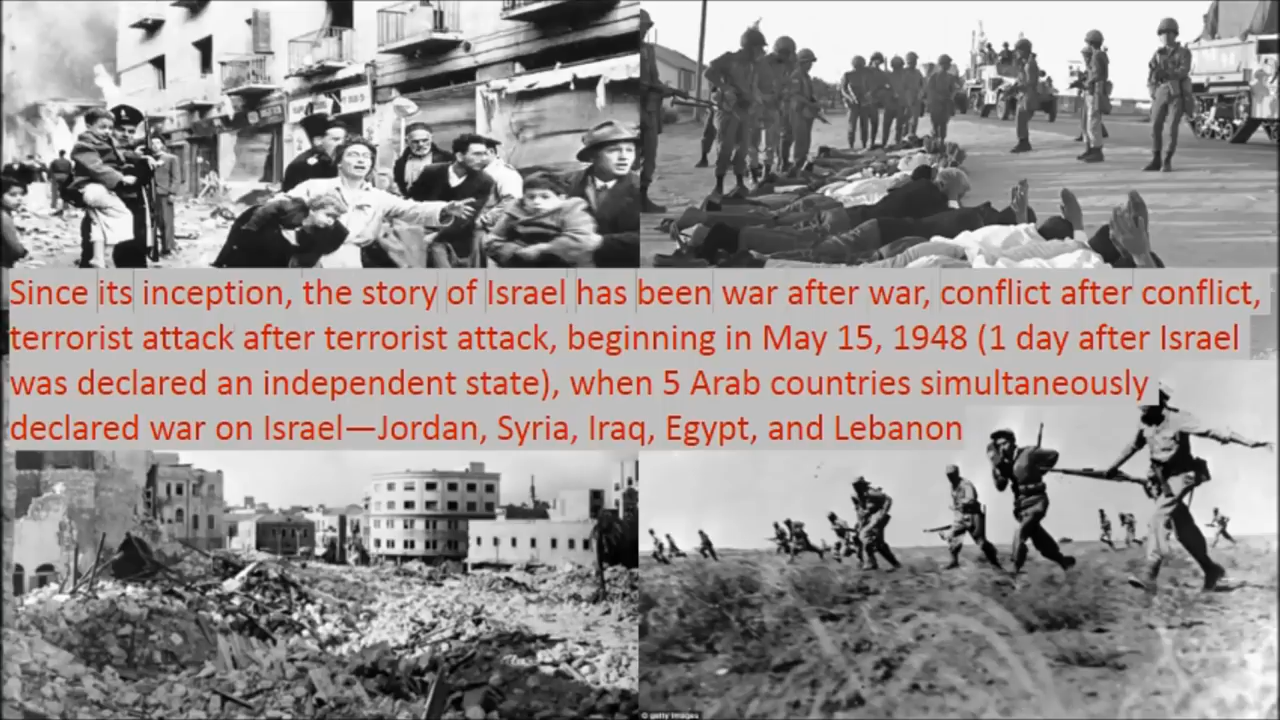 Since its inception, the story of Israel has been war after war, conflict after conflict,
terrorist attack after terrorist attack, beginning in May 15, 1948 (1 day after Israel
was declared an independent state), when 5 Arab countries simultaneously
declared war on Israel—Jordan, Syria, Iraq, Egypt, and Lebanon
© getty images